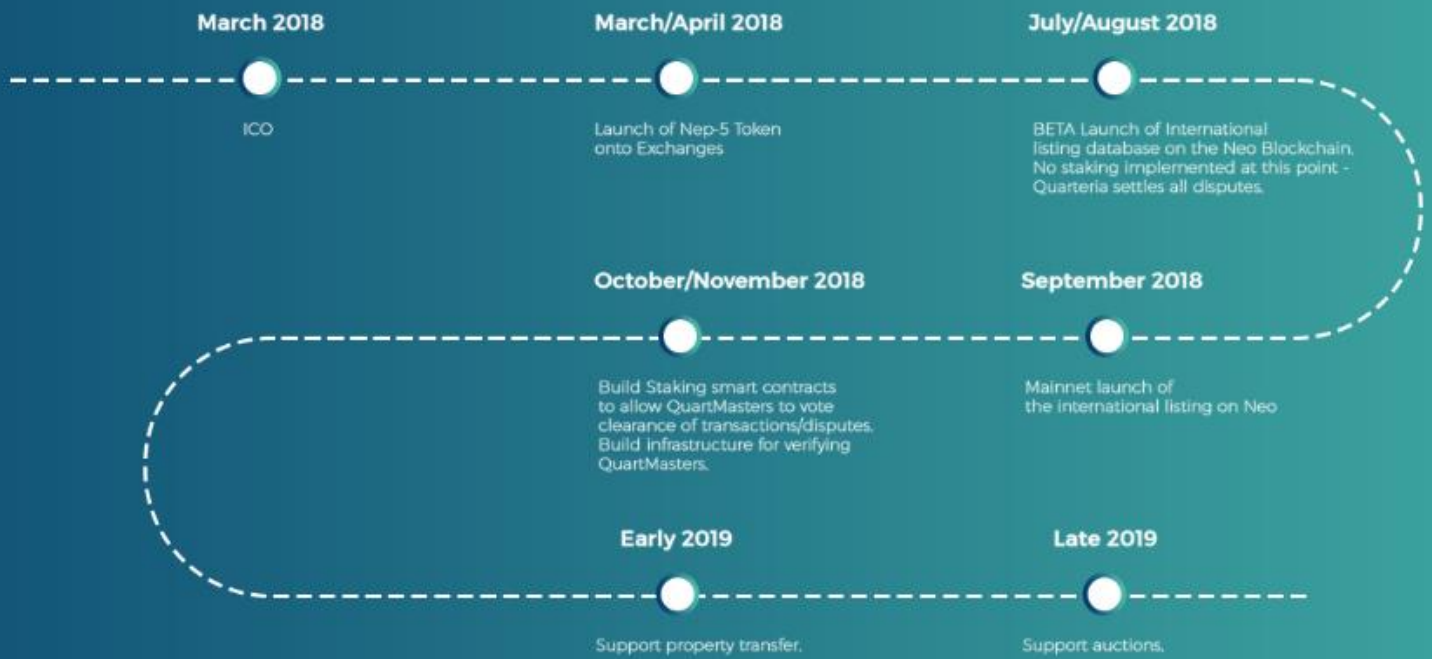 March 2018
ICO
March/April 2018
Launch of Nep-5 Token
onto Exchanges
July/August 2018
BETA Launch of International
listing database on the Neo Blockchain.
No staking implemented at this point -
Quarteria settles all disputes.
September 2018
Mainnet launch of
the international listing on Neo
October/November 2018
Build Staking smart contracts
to allow QuartMasters to vote
clearance of transactions/disputes.
Build infrastructure for verifying
QuartMasters.
Early 2019
Support property transfer.
Late 2019
Support auctions.